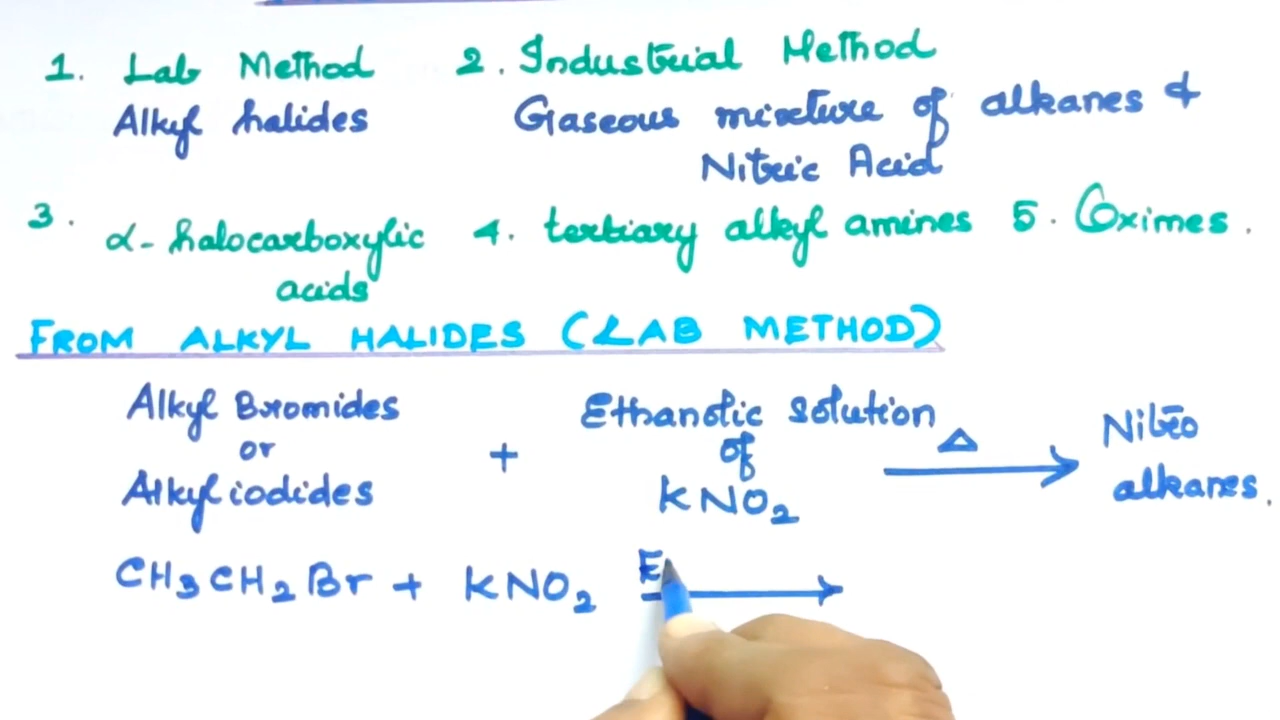 1. Lab Method 2. Industrial Method
Alkyl halides Gaseous mixture of alkanes &
Nitric Acid
3. α-halocarboxylic 4. tertiary alkyl amines 5. Oximes.
acids
FROM ALKYL HALIDES (LAB METHOD)
Alkyl Bromides
or
Alkyl iodides
+
Ethanolic solution
of
KNO₂
Δ
Nitro
alkanes.
CH₃CH₂Br + KNO₂ E